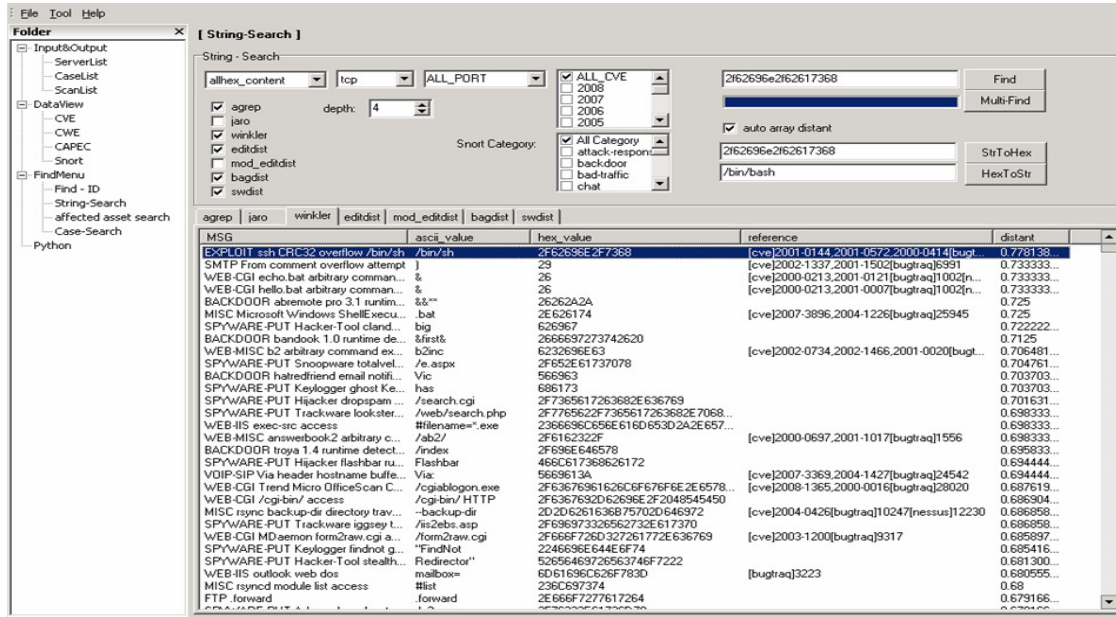 File Tool Help
Folder ×
Input&Output
ServerList
CaseList
ScanList
DataView
CVE
CWE
CAPEC
Snort
FindMenu
Find - ID
String-Search
affected asset search
Case-Search
Python
[ String-Search ]
String - Search
allhex_content tcp ALL_PORT
agrep
jaro
winkler
editdist
mod_editdist
bagdist
swdist
depth: 4
ALL_CVE
2008
2007
2006
2005
Snort Category:
All Category
attack-respon
backdoor
bad-traffic
chat
2f62696e2f62617368 Find
Multi-Find
auto array distant
2f62696e2f62617368 StrToHex
/bin/bash HexToStr
agrep jaro winkler editdist mod_editdist bagdist swdist
MSG ascii_value hex_value reference distant
EXPLOIT ssh CRC32 overflow /bin/sh /bin/sh 2F62696E2F7368 [cve]2001-0144,2001-0572,2000-0414[bugt... 0.778138...
SMTP From comment overflow attempt ) 29 [cve]2002-1337,2001-1502[bugtraq]6991 0.733333...
WEB-CGI echo.bat arbitrary comman... & 26 [cve]2000-0213,2001-0121[bugtraq]1002[n... 0.733333...
WEB-CGI hello.bat arbitrary comman... & 26 [cve]2000-0213,2001-0007[bugtraq]1002[n... 0.733333...
BACKDOOR abremote pro 3.1 runtim... &&** 26262A2A 0.725
MISC Microsoft Windows ShellExecu... .bat 2E626174 [cve]2007-3896,2004-1226[bugtraq]25945 0.725
SPYWARE-PUT Hacker-Tool cland... big 626967 0.722222...
BACKDOOR bandook 1.0 runtime de... &first& 2666697273742620 0.7125
WEB-MISC b2 arbitrary command ex... b2inc 6232696E63 [cve]2002-0734,2002-1466,2001-0020[bugt... 0.706481...
SPYWARE-PUT Snoopware totalvel... /e.aspx 2F652E61737078 0.704761...
BACKDOOR hatredfriend email notifi... Vic 566963 0.703703...
SPYWARE-PUT Keylogger ghost Ke... has 686173 0.703703...
SPYWARE-PUT Hijacker dropspam ... /search.cgi 2F7365617263682E636769 0.701631...
SPYWARE-PUT Trackware lookster... /web/search.php 2F7765622F7365617263682E7068... 0.698333...
WEB-IIS exec-src access #filename=*.exe 2366696C656E616D653D2A2E657... 0.698333...
WEB-MISC answerbook2 arbitrary c... /ab2/ 2F6162322F [cve]2000-0697,2001-1017[bugtraq]1556 0.698333...
BACKDOOR troya 1.4 runtime detect... /index 2F696E646578 0.695833...
SPYWARE-PUT Hijacker flashbar ru... Flashbar 466C617368626172 0.694444...
VOIP-SIP Via header hostname buffe... Via: 5669613A [cve]2007-3369,2004-1427[bugtraq]24542 0.694444...
WEB-CGI Trend Micro OfficeScan C... /cgiablogon.exe 2F6367696961626C6F676F6E2E6578... [cve]2008-1365,2000-0016[bugtraq]28020 0.687619...
WEB-CGI /cgi-bin/ access /cgi-bin/ HTTP 2F6367692D62696E2F2048545450 0.686904...
MISC rsync backup-dir directory trav... --backup-dir 2D2D6261636B75702D646972 [cve]2004-0426[bugtraq]10247[nessus]12230 0.686858...
SPYWARE-PUT Trackware iggsey t... /iis2ebs.asp 2F696973326562732E617370 0.686858...
WEB-CGI MDaemon form2raw.cgi a... /form2raw.cgi 2F666F726D327261772E636769 [cve]2003-1200[bugtraq]9317 0.685897...
SPYWARE-PUT Keylogger findnot g... "FindNot 2246696E644E6F74 0.685416...
SPYWARE-PUT Hacker-Tool stealth... Redirector" 52656469726563746F7222 0.681300...
WEB-IIS outlook web dos mailbox= 6D61696C626F783D [bugtraq]3223 0.680555...
MISC rsyncd module list access #list 236C697374 0.68
FTP .forward .forward 2E666F7277617264 0.679166...